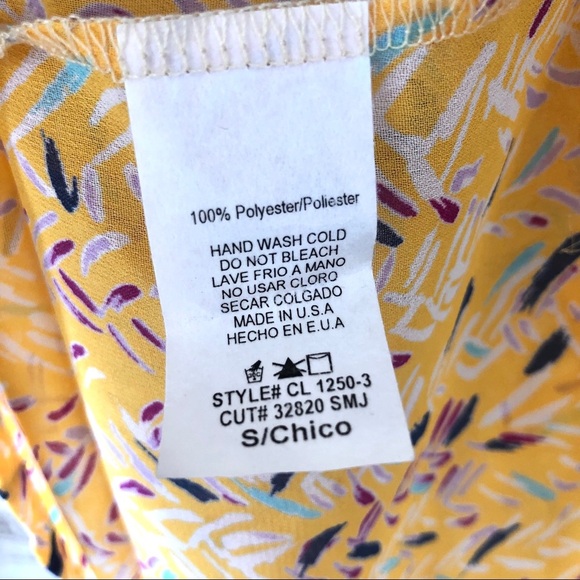 100% Polyester/Poliester
HAND WASH COLD
DO NOT BLEACH
LAVE FRIO A MANO
NO USAR CLORO
SECAR COLGADO
MADE IN U.S.A
HECHO EN E.U.A
STYLE# CL 1250-3
CUT# 32820 SMJ
S/Chico